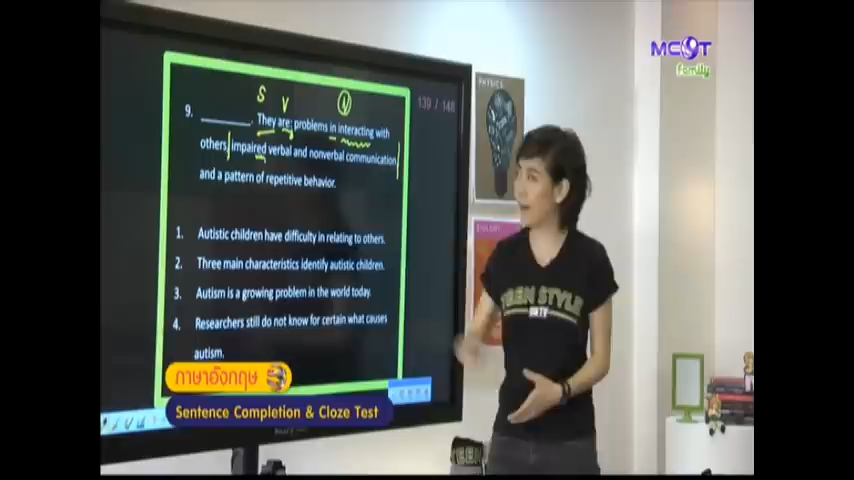 MCOT
family
PHYSICS
139 / 148
S V N
9. ________. They are: problems in interacting with
others, impaired verbal and nonverbal communication
and a pattern of repetitive behavior.
1. Autistic children have difficulty in relating to others.
2. Three main characteristics identify autistic children.
3. Autism is a growing problem in the world today.
4. Researchers still do not know for certain what causes
autism.
TEEN STYLE
ภาษาอังกฤษ
Sentence Completion & Cloze Test